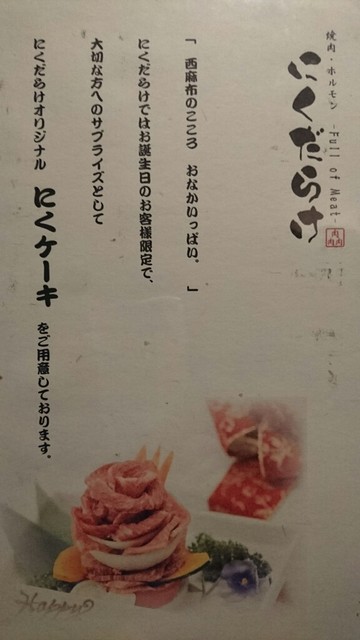 焼肉・ホルモン -Full of Meat-
にくだらけ
「 西麻布のこころ おなかいっぱい。 」
にくだらけではお誕生日のお客様限定で、
大切な方へのサプライズとして
にくだらけオリジナル にくケーキ をご用意しております。
Happy